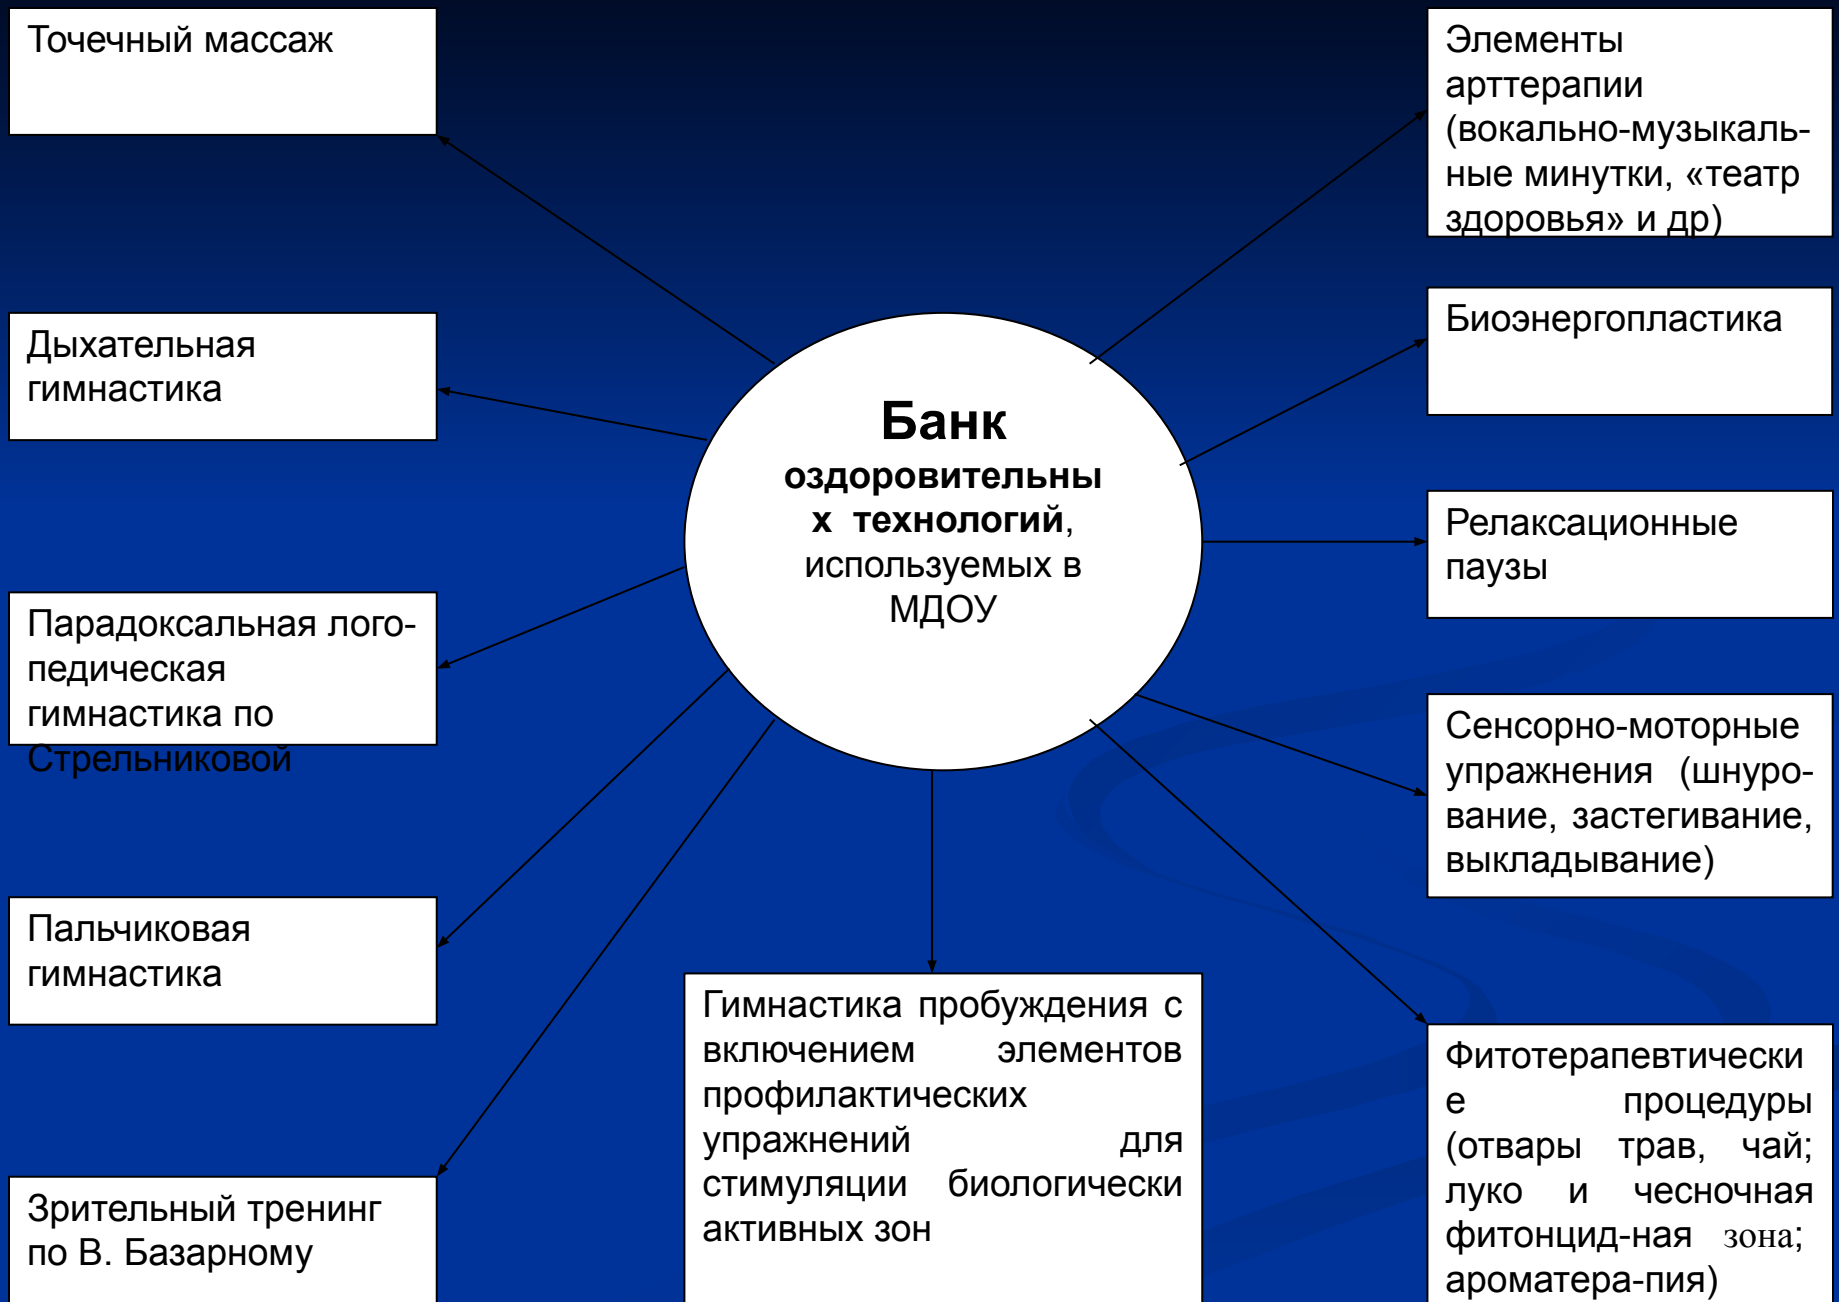 Точечный массаж
Дыхательная
гимнастика
Парадоксальная лого-
педическая
гимнастика по
Стрельниковой
Пальчиковая
гимнастика
Зрительный тренинг
по В. Базарному
Банк
оздоровительны
х технологий,
используемых в
МДОУ
Гимнастика пробуждения с
включением элементов
профилактических
упражнений для
стимуляции биологически
активных зон
Элементы
арттерапии
(вокально-музыкаль-
ные минутки, «театр
здоровья» и др)
Биоэнергопластика
Релаксационные
паузы
Сенсорно-моторные
упражнения (шнуро-
вание, застегивание,
выкладывание)
Фитотерапевтически
е процедуры
(отвары трав, чай;
луко и чесночная
фитонцид-ная зона;
ароматера-пия)